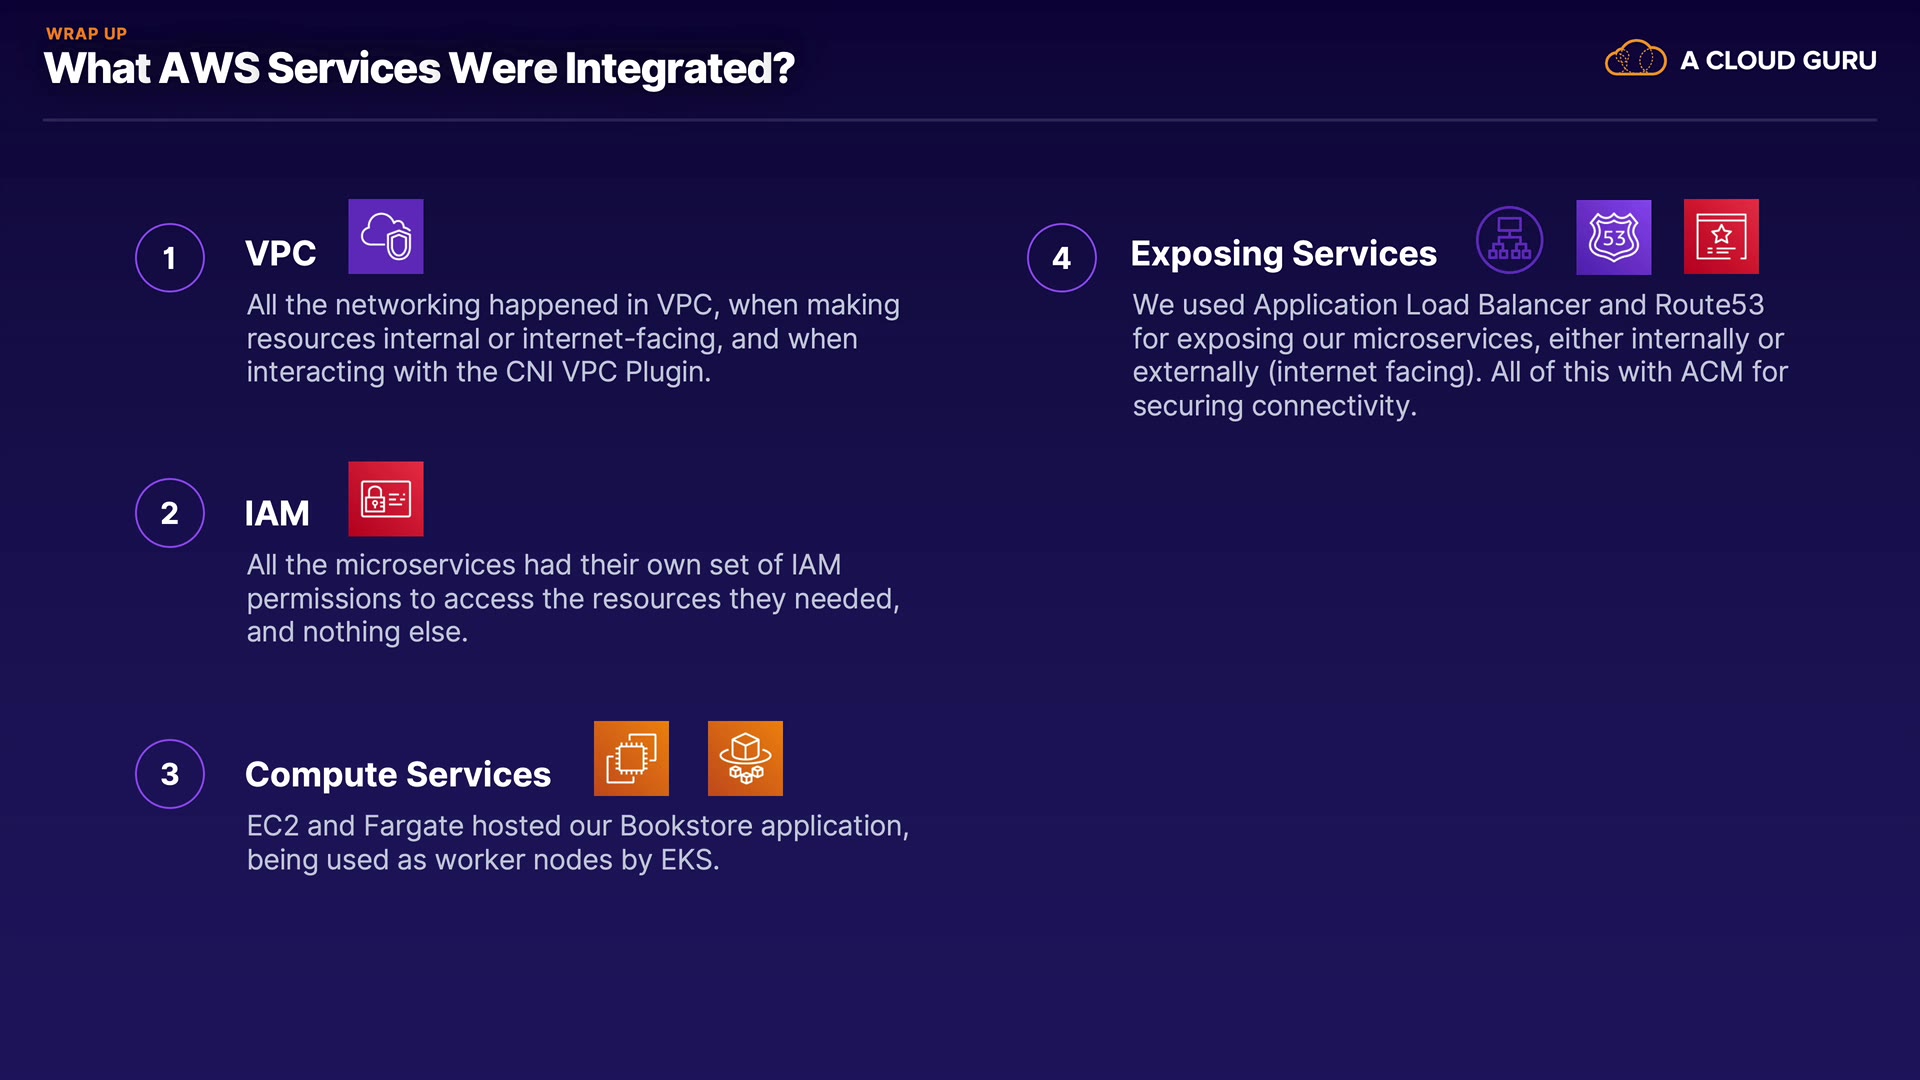 WRAP UP
What AWS Services Were Integrated?
A CLOUD GURU
1
VPC
All the networking happened in VPC, when making
resources internal or internet-facing, and when
interacting with the CNI VPC Plugin.
2
IAM
All the microservices had their own set of IAM
permissions to access the resources they needed,
and nothing else.
3
Compute Services
EC2 and Fargate hosted our Bookstore application,
being used as worker nodes by EKS.
4
Exposing Services
53
We used Application Load Balancer and Route53
for exposing our microservices, either internally or
externally (internet facing). All of this with ACM for
securing connectivity.